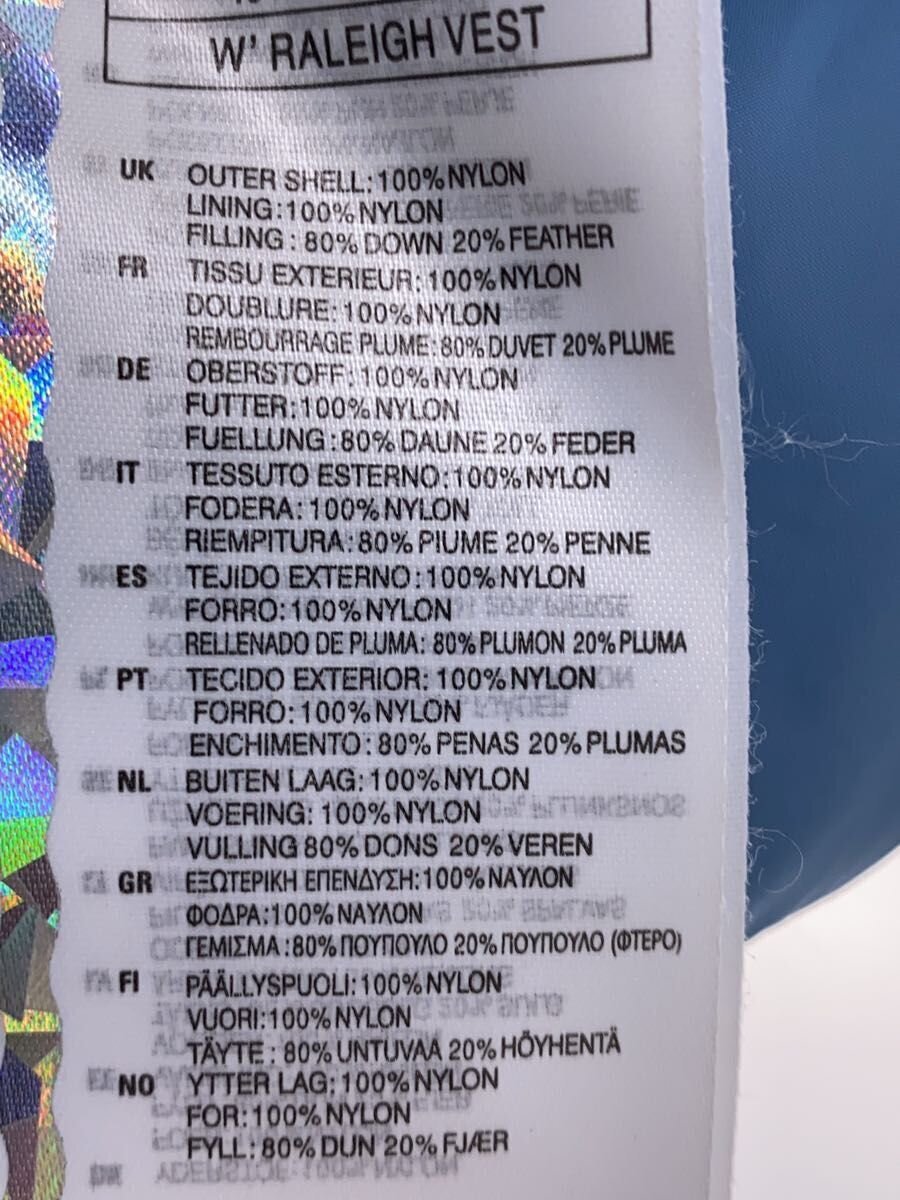 W' RALEIGH VEST
UK OUTER SHELL:100%NYLON
LINING:100%NYLON
FILLING : 80% DOWN 20% FEATHER
FR TISSU EXTERIEUR:100%NYLON
DOUBLURE:100%NYLON
REMBOURRAGE PLUME:80%DUVET 20%PLUME
DE OBERSTOFF:100%NYLON
FUTTER:100%NYLON
FUELLUNG:80% DAUNE 20% FEDER
IT TESSUTO ESTERNO:100%NYLON
FODERA:100%NYLON
RIEMPITURA:80% PIUME 20% PENNE
ES TEJIDO EXTERNO:100%NYLON
FORRO:100%NYLON
RELLENADO DE PLUMA: 80% PLUMON 20% PLUMA
PT TECIDO EXTERIOR: 100%NYLON
FORRO:100%NYLON
ENCHIMENTO:80% PENAS 20%PLUMAS
NL BUITEN LAAG: 100%NYLON
VOERING: 100%NYLON
VULLING 80% DONS 20% VEREN
GR ΕΞΩΤΕΡΙΚΗ ΕΠΕΝΔΥΣΗ:100%ΝΑΥΛΟΝ
ΦΟΔΡΑ:100%ΝΑΥΛΟΝ
ΓΕΜΙΣΜΑ:80%ΠΟΥΠΟΥΛΟ 20%ΠΟΥΠΟΥΛΟ (ΦΤΕΡΟ)
FI PÄÄLLYSPUOLI:100%NYLON
VUORI:100%NYLON
TÄYTE : 80% UNTUVAA 20% HÖYHENTÄ
NO YTTER LAG:100%NYLON
FOR:100%NYLON
FYLL: 80% DUN 20% FJÆR